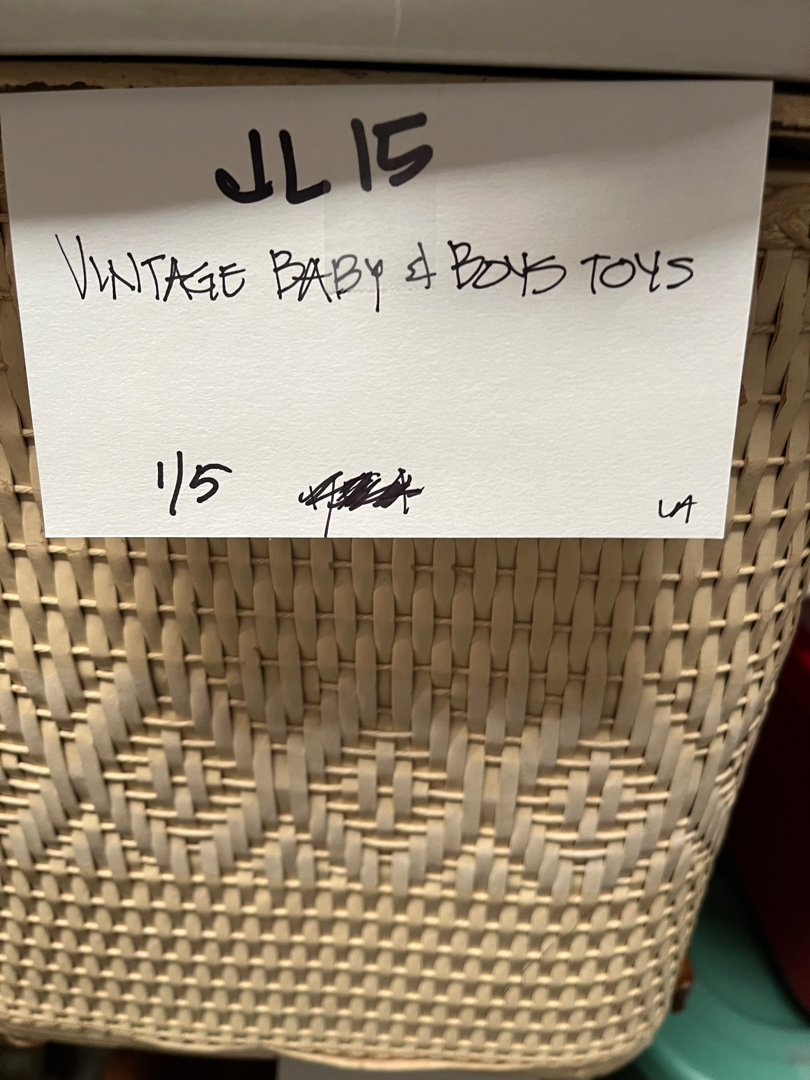 JL 15
VINTAGE BABY & BOYS TOYS
1/5 LA